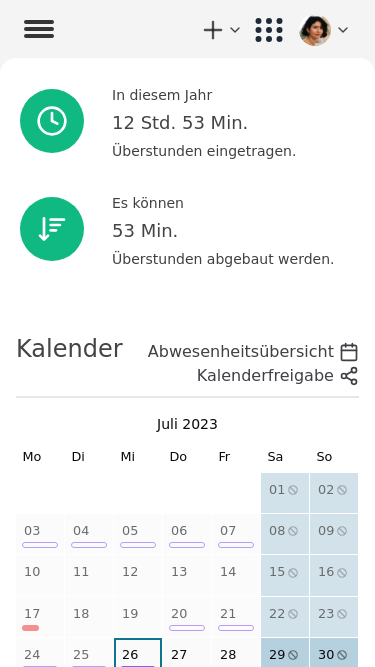 In diesem Jahr
12 Std. 53 Min.
Überstunden eingetragen.
Es können
53 Min.
Überstunden abgebaut werden.
Kalender
Abwesenheitsübersicht
Kalenderfreigabe
Juli 2023
Mo Di Mi Do Fr Sa So
01 02
03 04 05 06 07 08 09
10 11 12 13 14 15 16
17 18 19 20 21 22 23
24 25 26 27 28 29 30